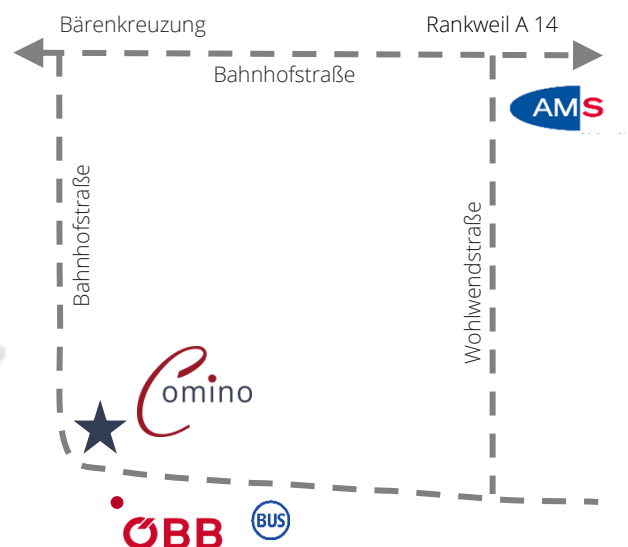 Bärenkreuzung
Rankweil A 14
Bahnhofstraße
AMS
Bahnhofstraße
Wohlwendstraße
Comino
ÖBB
BUS